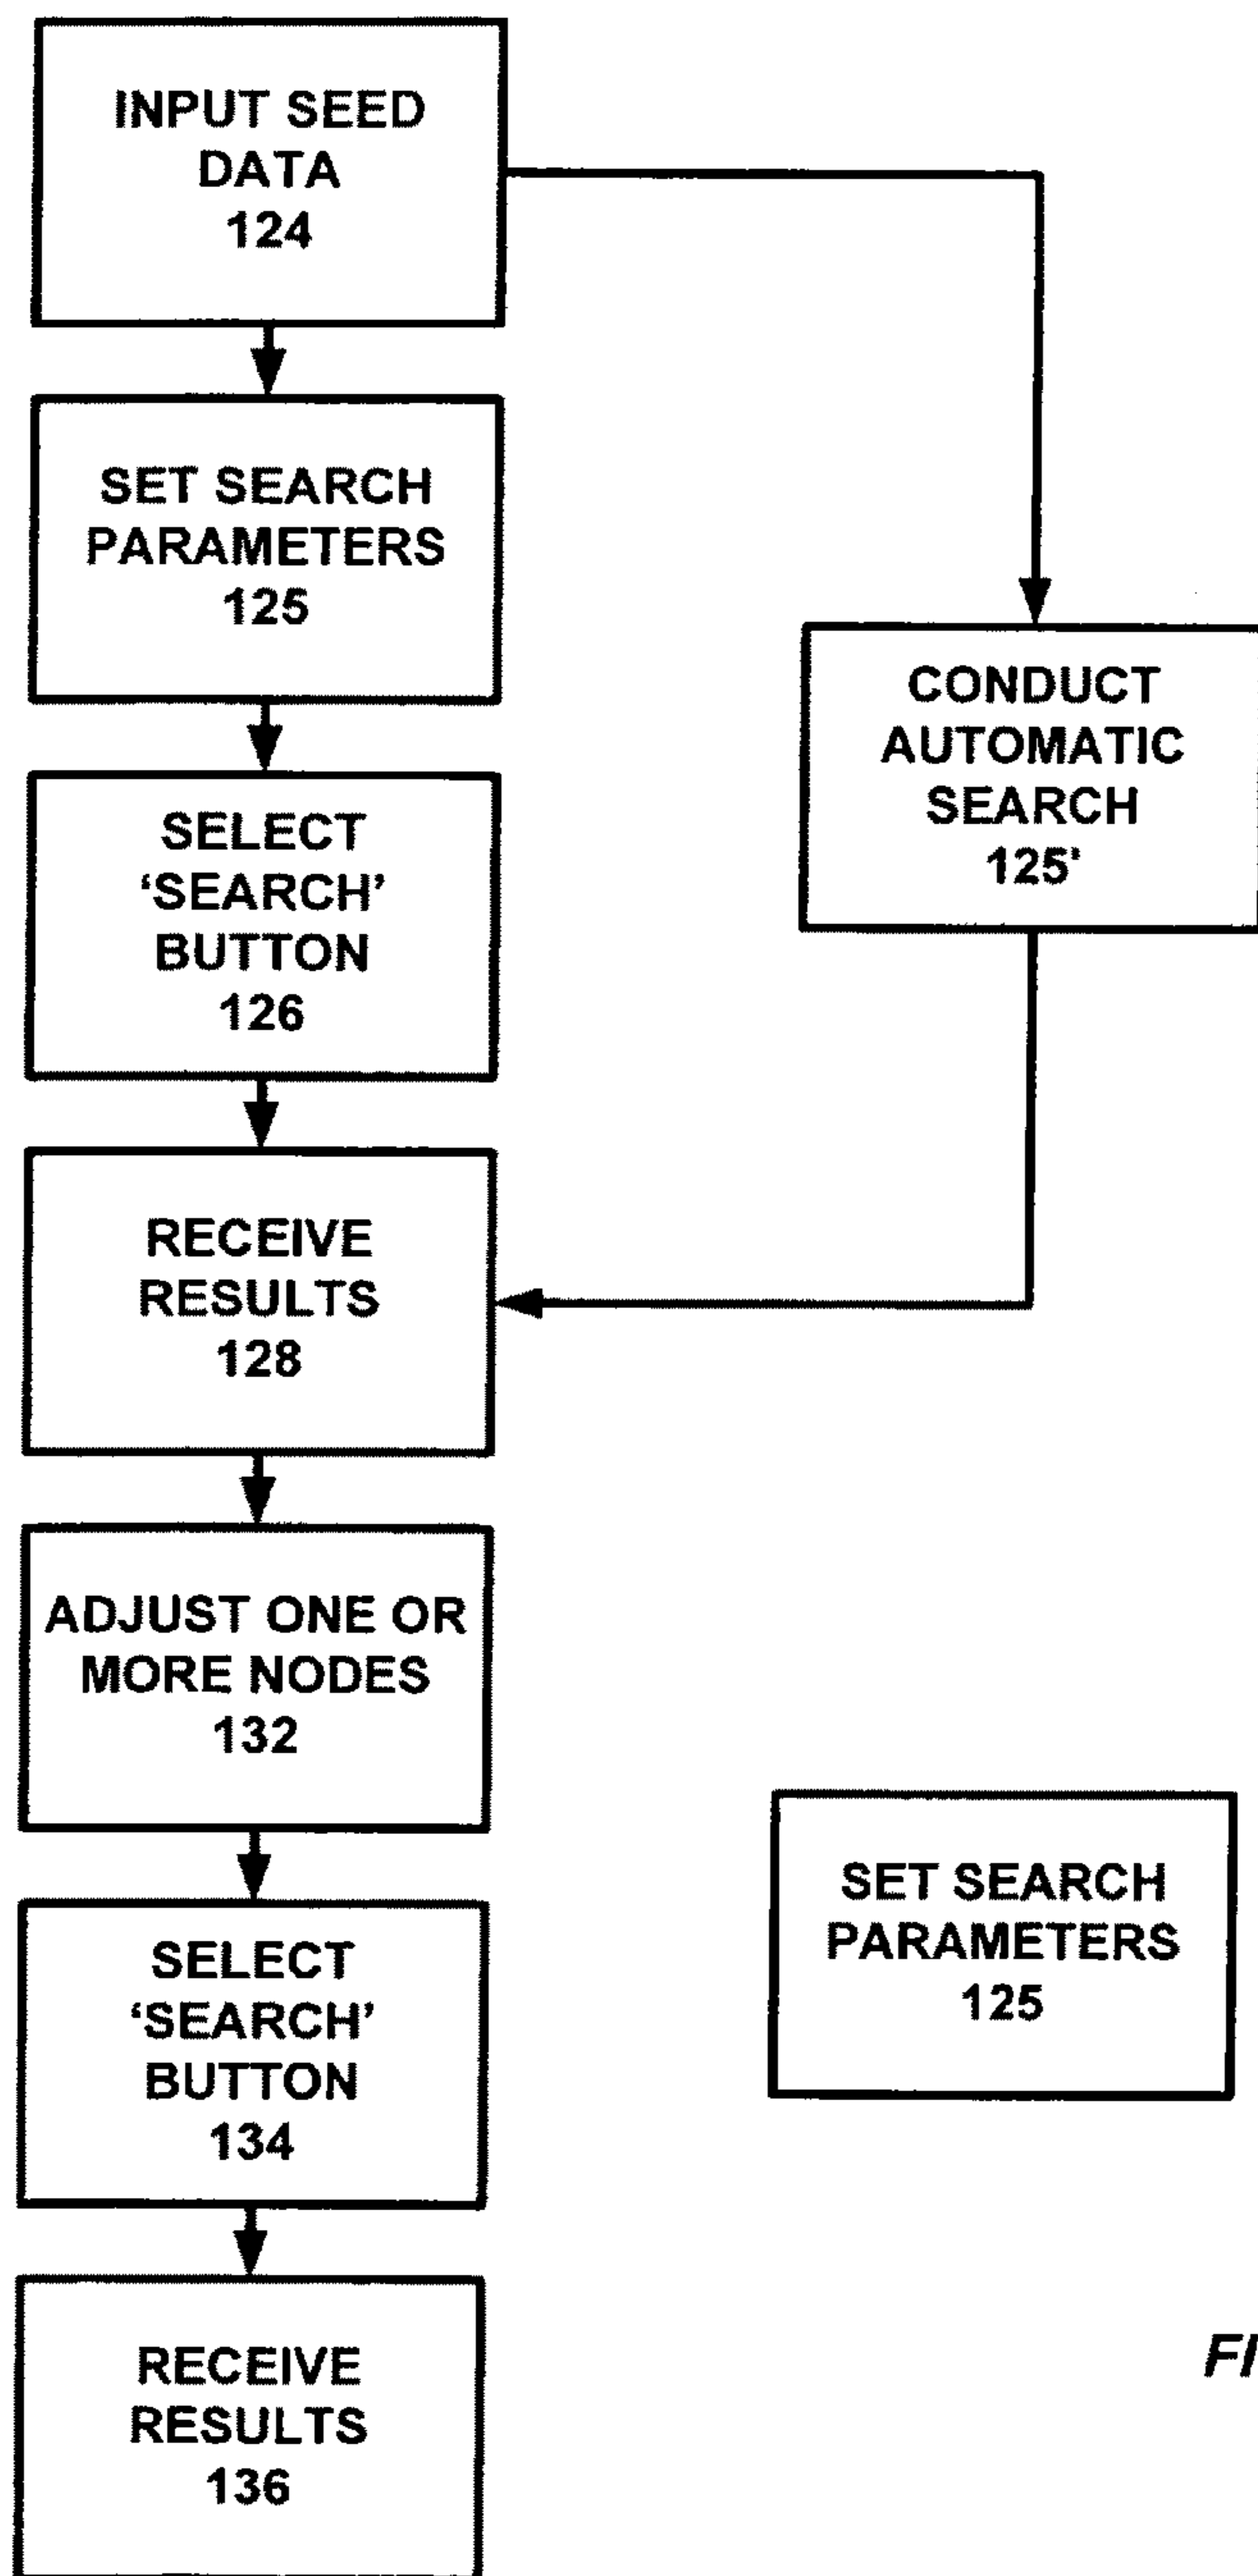 INPUT SEED
DATA
124
SET SEARCH
PARAMETERS
125
SELECT
‘SEARCH’
BUTTON
126
CONDUCT
AUTOMATIC
SEARCH
125'
RECEIVE
RESULTS
128
ADJUST ONE OR
MORE NODES
132
SELECT
‘SEARCH’
BUTTON
134
SET SEARCH
PARAMETERS
125
RECEIVE
RESULTS
136
FI